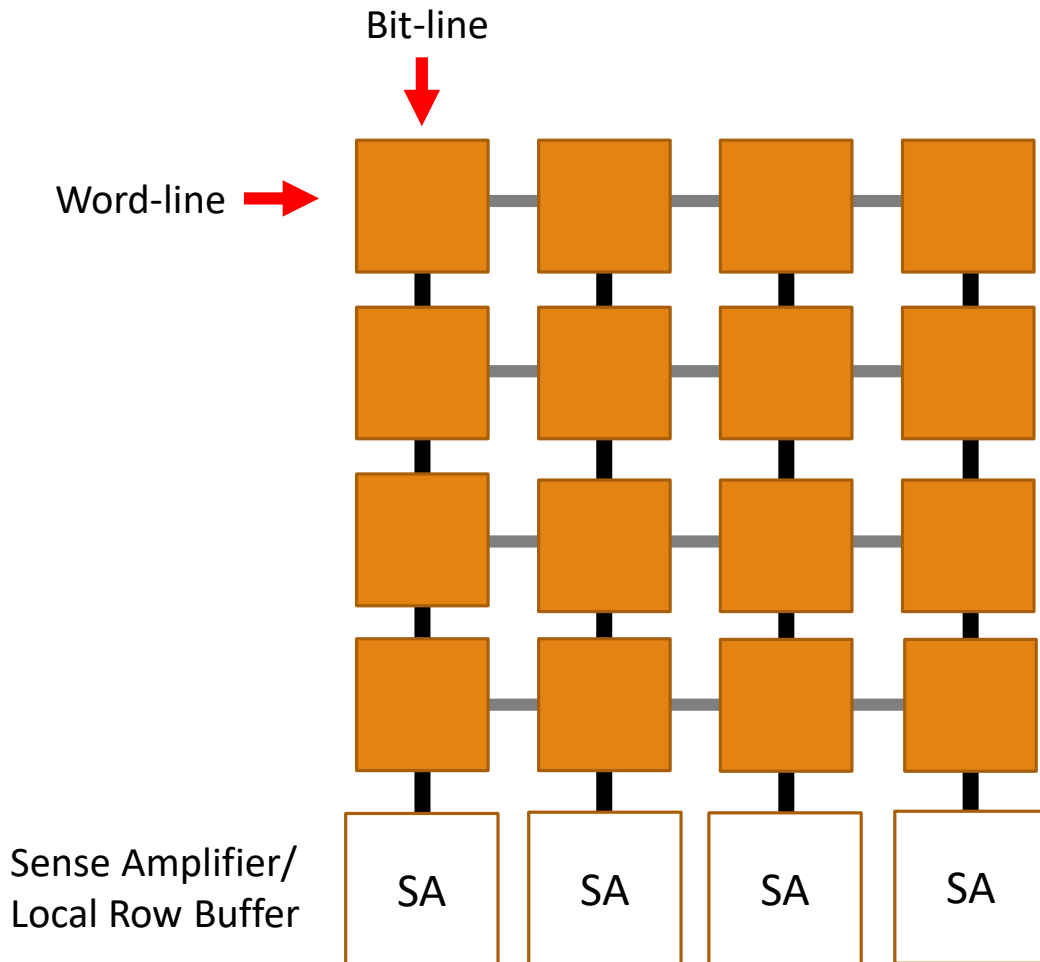 Bit-line
Word-line
Sense Amplifier/
Local Row Buffer
SA SA SA SA